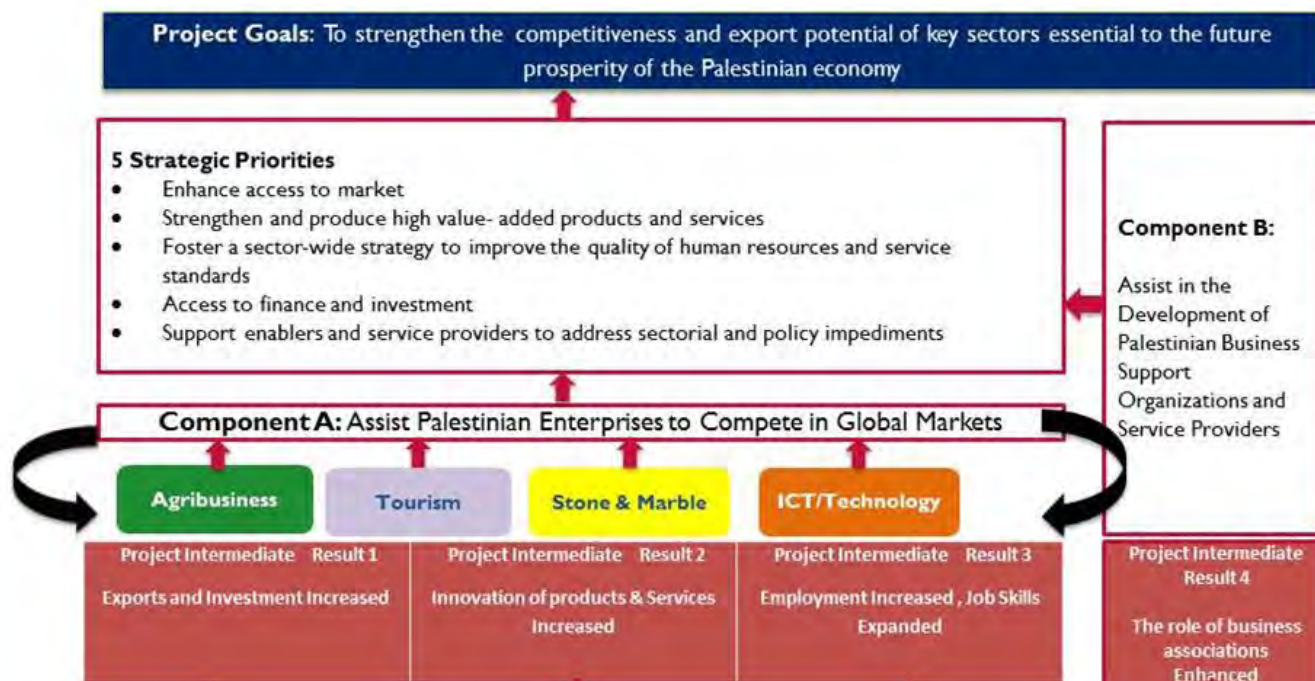 Project Goals: To strengthen the competitiveness and export potential of key sectors essential to the future
prosperity of the Palestinian economy
5 Strategic Priorities
• Enhance access to market
• Strengthen and produce high value- added products and services
• Foster a sector-wide strategy to improve the quality of human resources and service
standards
• Access to finance and investment
• Support enablers and service providers to address sectorial and policy impediments
Component B:
Assist in the
Development of
Palestinian Business
Support
Organizations and
Service Providers
Component A: Assist Palestinian Enterprises to Compete in Global Markets
Agribusiness
Tourism
Stone & Marble
ICT/Technology
Project Intermediate Result 1
Exports and Investment Increased
Project Intermediate Result 2
Innovation of products & Services
Increased
Project Intermediate Result 3
Employment Increased , Job Skills
Expanded
Project Intermediate
Result 4
The role of business
associations
Enhanced